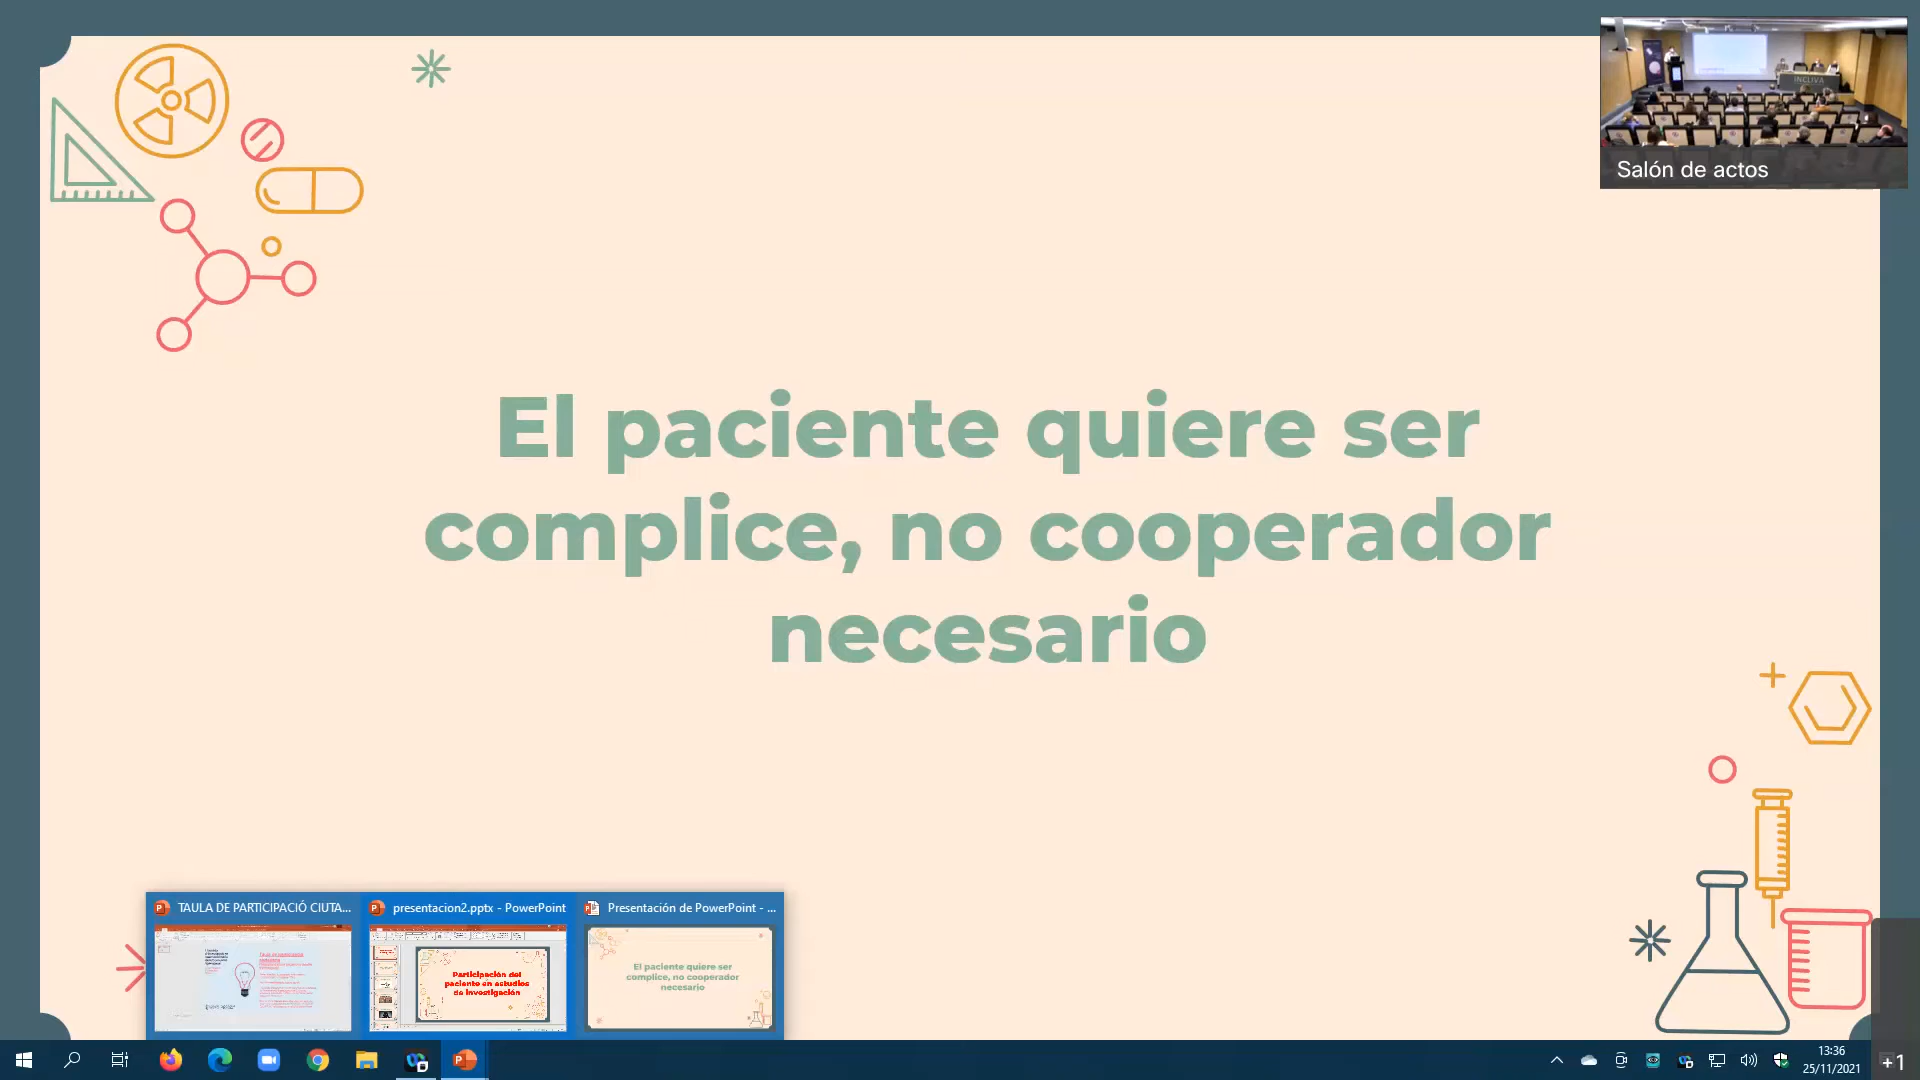 INCLIVA
Salón de actos
El paciente quiere ser
complice, no cooperador
necesario
TAULA DE PARTICIPACIÓ CIUTA...
presentacion2.pptx - PowerPoint
Presentación de PowerPoint - ...
Participación del
paciente en estudios
de investigación
El paciente quiere ser
complice, no cooperador
necesario
13:36
25/11/2021
+1